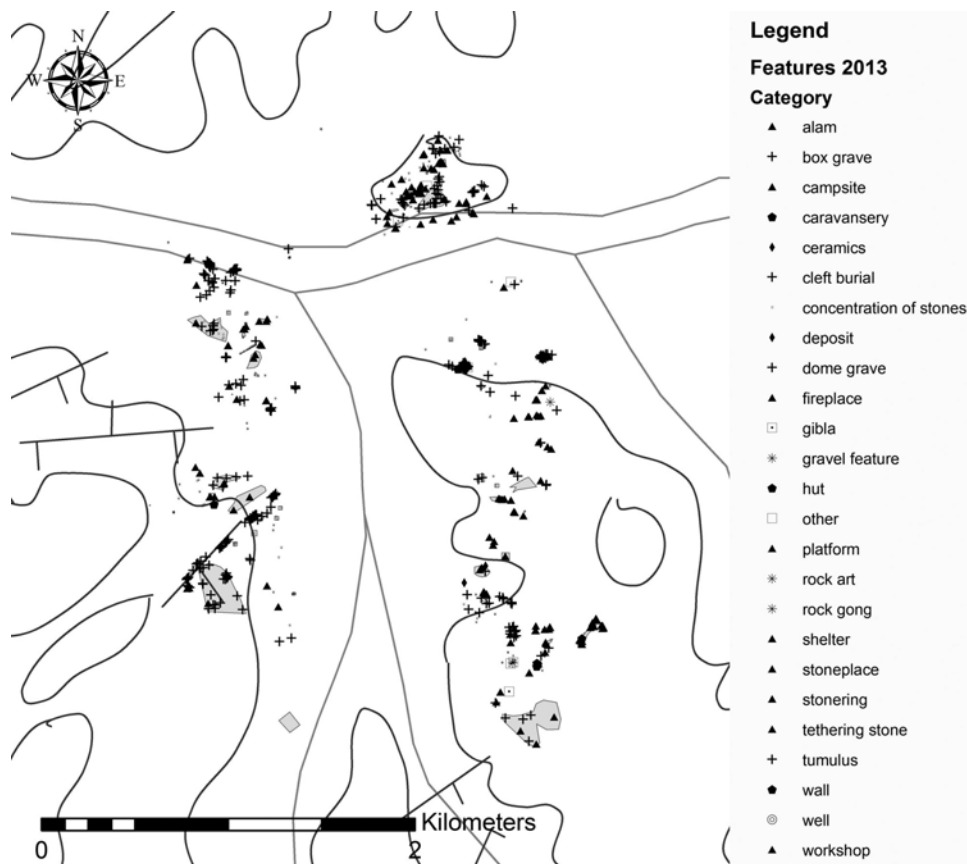 N
W E
S
Legend
Features 2013
Category
alam
box grave
campsite
caravansery
ceramics
cleft burial
concentration of stones
deposit
dome grave
fireplace
gibla
gravel feature
hut
other
platform
rock art
rock gong
shelter
stoneplace
stonering
tethering stone
tumulus
wall
well
workshop
Kilometers
0 2